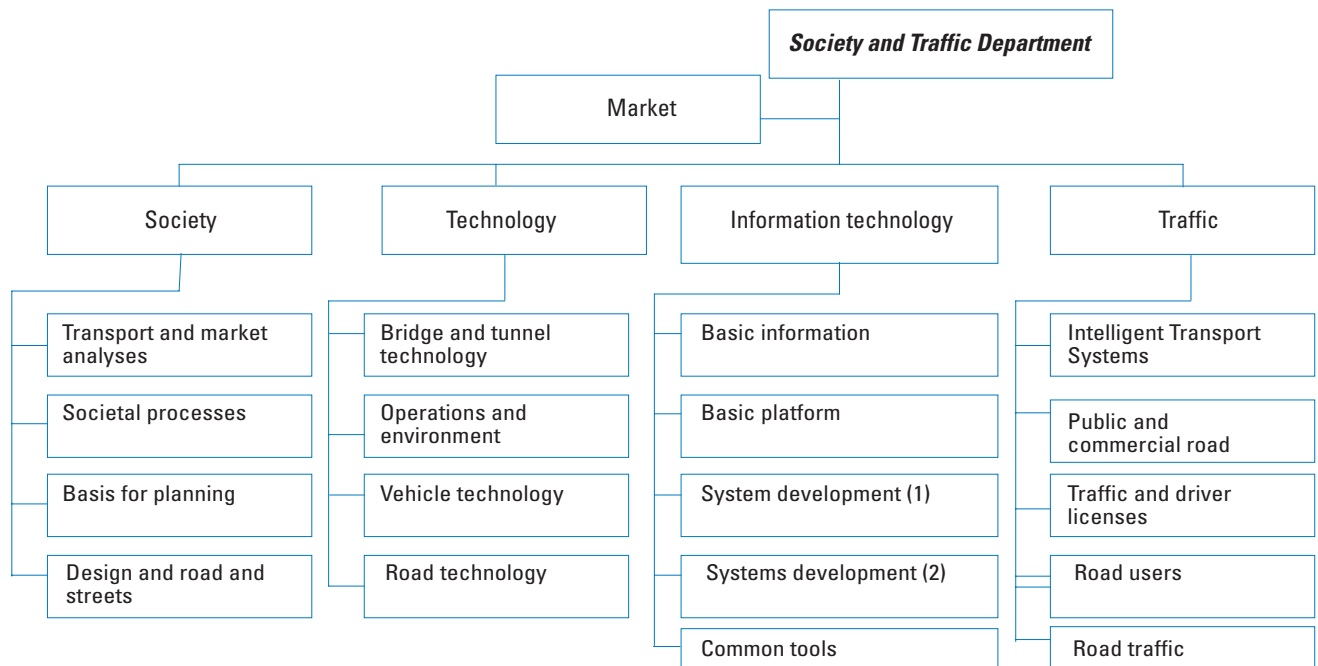 Society and Traffic Department
Market
Society
Technology
Information technology
Traffic
Transport and market
analyses
Societal processes
Basis for planning
Design and road and
streets
Bridge and tunnel
technology
Operations and
environment
Vehicle technology
Road technology
Basic information
Basic platform
System development (1)
Systems development (2)
Common tools
Intelligent Transport
Systems
Public and
commercial road
Traffic and driver
licenses
Road users
Road traffic